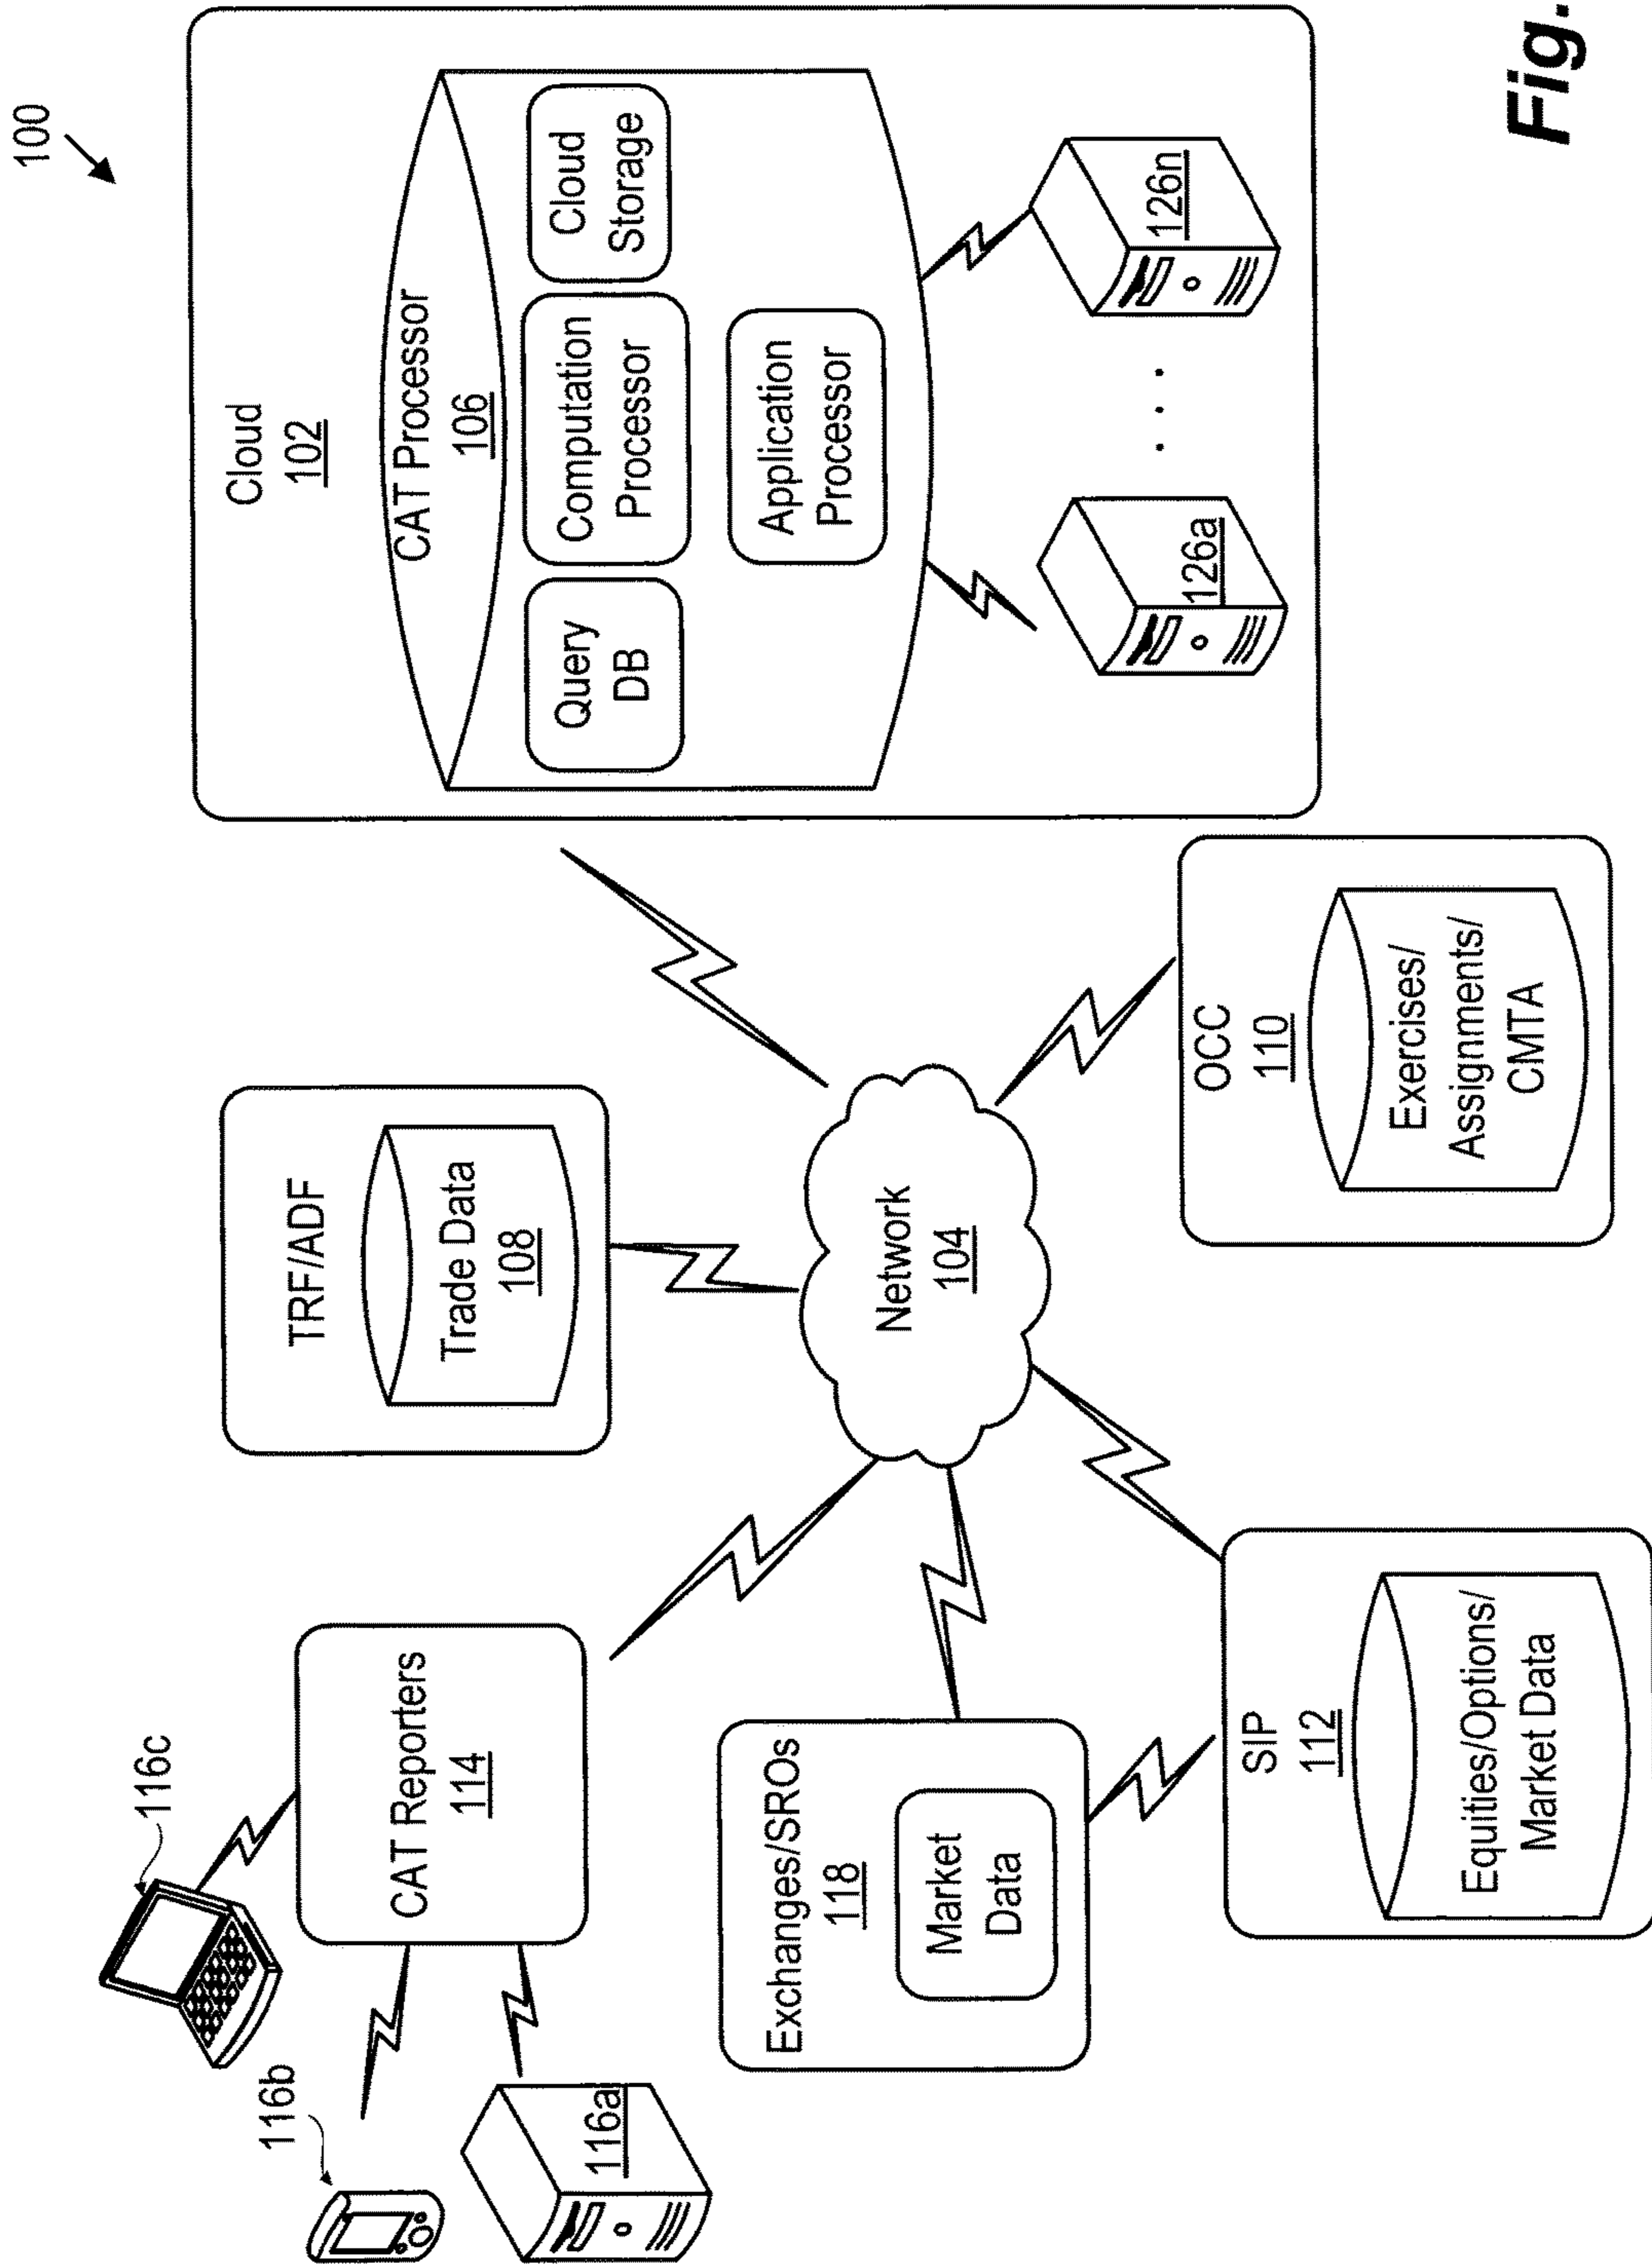 100
116c
116b
116a
CAT Reporters
114
TRF/ADF
Trade Data
108
Cloud
102
CAT Processor
106
Query
DB
Computation
Processor
Cloud
Storage
Application
Processor
126a
. . .
126n
Exchanges/SROs
118
Market
Data
Network
104
SIP
112
Equities/Options/
Market Data
OCC
110
Exercises/
Assignments/
CMTA
Fig.